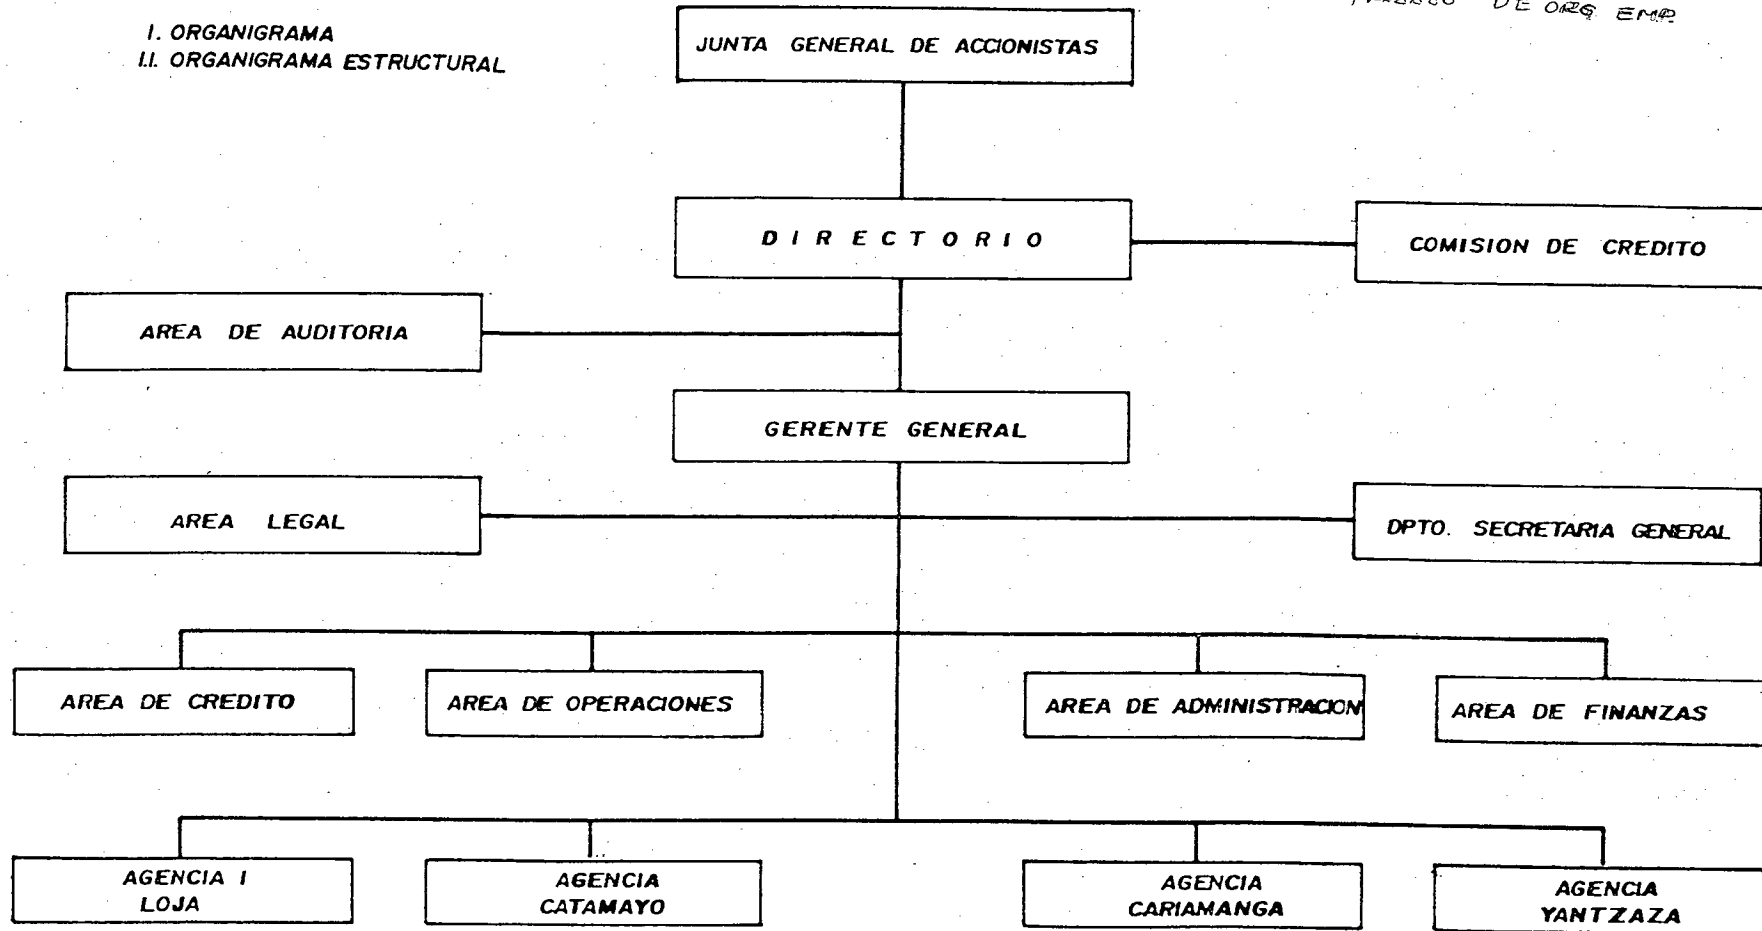 DE ORG EMP.
I. ORGANIGRAMA
I.I. ORGANIGRAMA ESTRUCTURAL
JUNTA GENERAL DE ACCIONISTAS
DIRECTORIO
COMISION DE CREDITO
AREA DE AUDITORIA
GERENTE GENERAL
AREA LEGAL
DPTO. SECRETARIA GENERAL
AREA DE CREDITO
AREA DE OPERACIONES
AREA DE ADMINISTRACION
AREA DE FINANZAS
AGENCIA I
LOJA
AGENCIA
CATAMAYO
AGENCIA
CARIAMANGA
AGENCIA
YANTZAZA